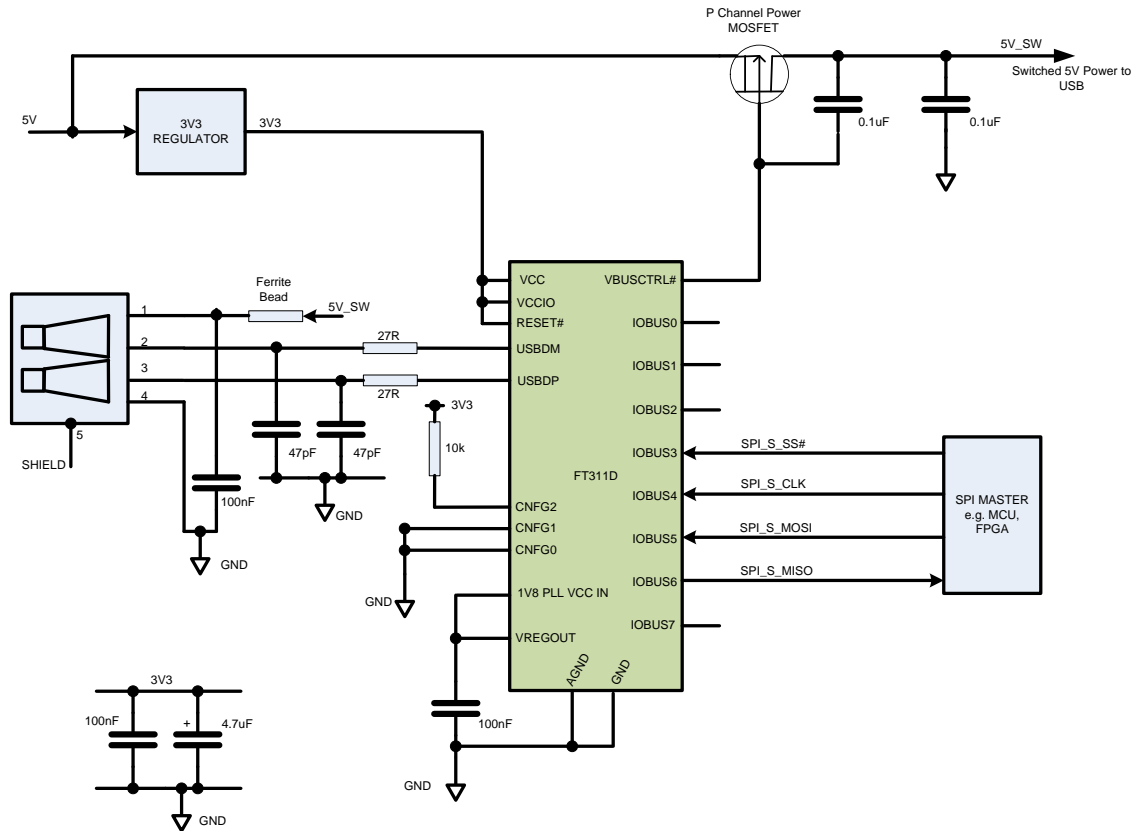 P Channel Power
MOSFET
5V_SW
Switched 5V Power to
USB
0.1uF
0.1uF
5V
3V3
REGULATOR
3V3
VCC
VCCIO
RESET#
USBDM
USBDP
CNFG2
CNFG1
CNFG0
1V8 PLL VCC IN
VREGOUT
AGND
GND
FT311D
VBUSCTRL#
IOBUS0
IOBUS1
IOBUS2
IOBUS3
IOBUS4
IOBUS5
IOBUS6
IOBUS7
Ferrite
Bead
5V_SW
1
2
3
4
5
SHIELD
27R
27R
47pF
47pF
GND
100nF
GND
3V3
10k
GND
100nF
GND
SPI_S_SS#
SPI_S_CLK
SPI_S_MOSI
SPI_S_MISO
SPI MASTER
e.g. MCU,
FPGA
3V3
100nF
+
4.7uF
GND